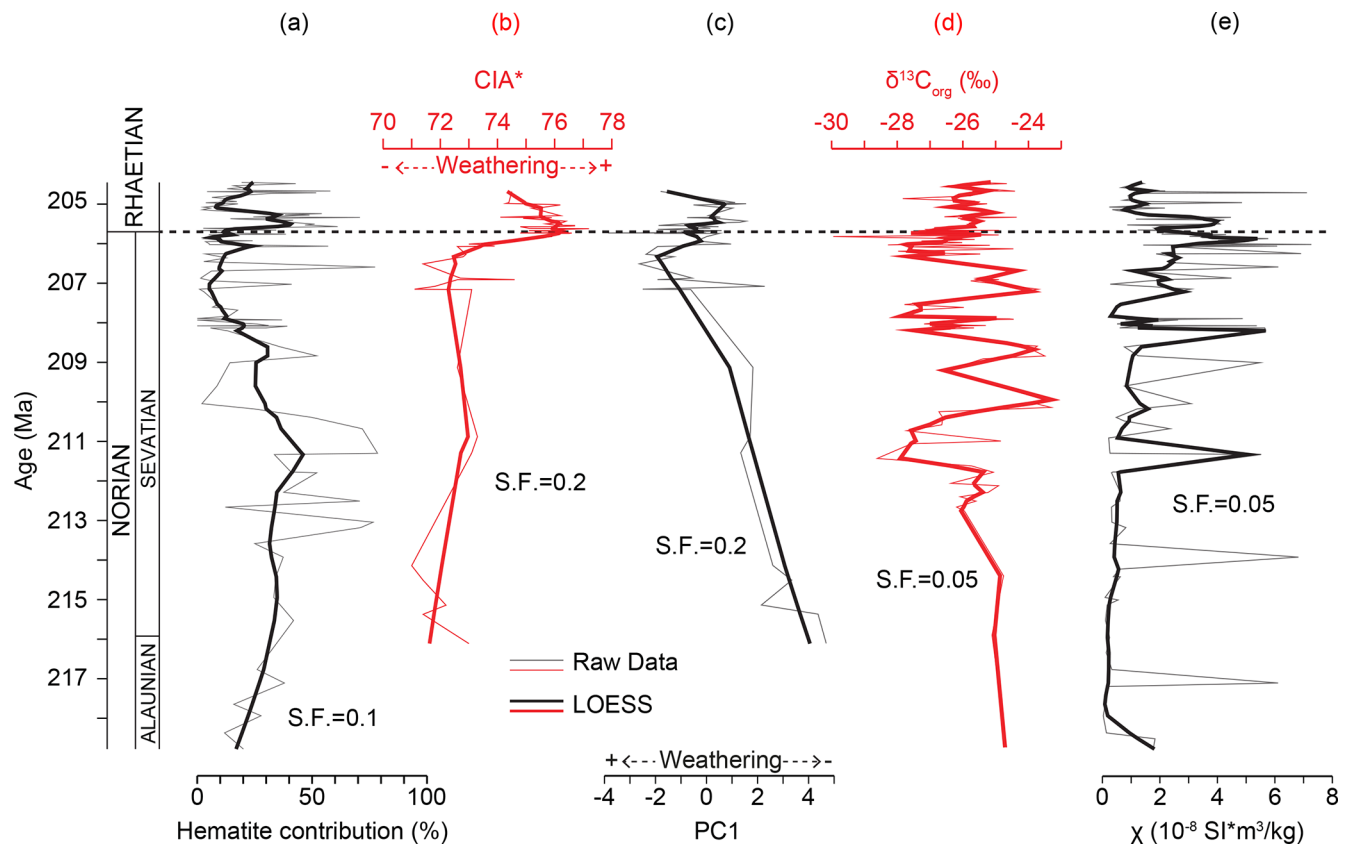 (a) (b) (c) (d) (e)
CIA*
70 72 74 76 78
- <----Weathering----> +
δ¹³Corg (‰)
-30 -28 -26 -24
Age (Ma)
205
207
209
211
213
215
217
RHAETIAN
NORIAN
SEVATIAN
ALAUNIAN
S.F.=0.1
S.F.=0.2
S.F.=0.2
S.F.=0.05
S.F.=0.05
Raw Data
LOESS
+ <----Weathering----> -
0 50 100
Hematite contribution (%)
-4 -2 0 2 4
PC1
0 2 4 6 8
χ (10⁻⁸ SI*m³/kg)